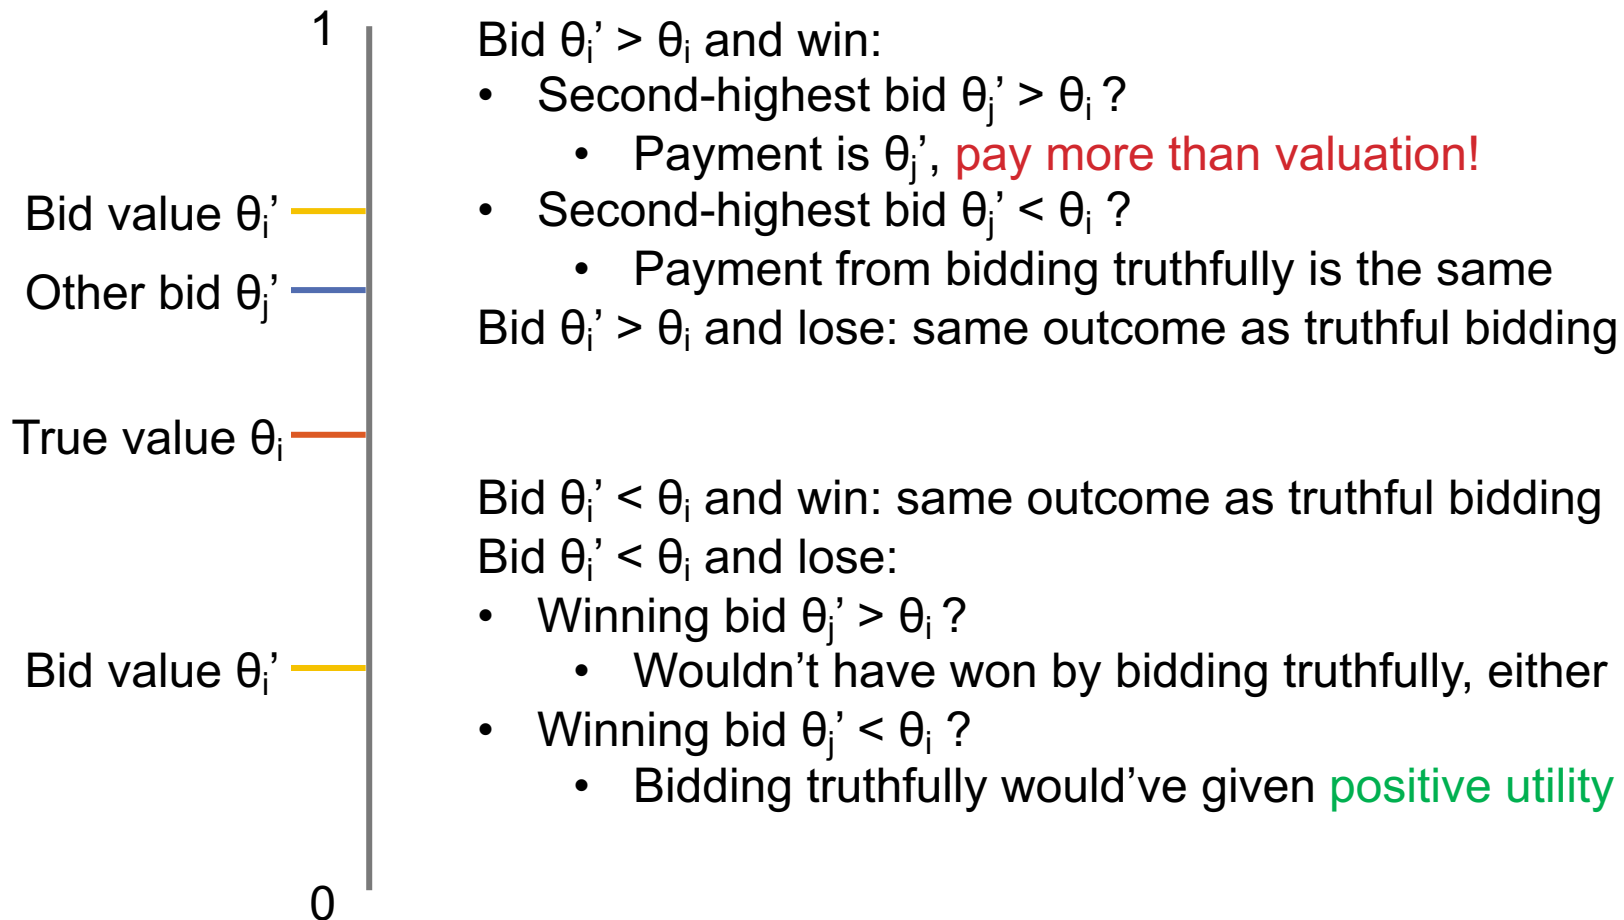 1
Bid value θᵢ’
Other bid θⱼ’
True value θᵢ
Bid value θᵢ’
0
Bid θᵢ’ > θᵢ and win:
• Second-highest bid θⱼ’ > θᵢ ?
• Payment is θⱼ’, pay more than valuation!
• Second-highest bid θⱼ’ < θᵢ ?
• Payment from bidding truthfully is the same
Bid θᵢ’ > θᵢ and lose: same outcome as truthful bidding
Bid θᵢ’ < θᵢ and win: same outcome as truthful bidding
Bid θᵢ’ < θᵢ and lose:
• Winning bid θⱼ’ > θᵢ ?
• Wouldn’t have won by bidding truthfully, either
• Winning bid θⱼ’ < θᵢ ?
• Bidding truthfully would’ve given positive utility